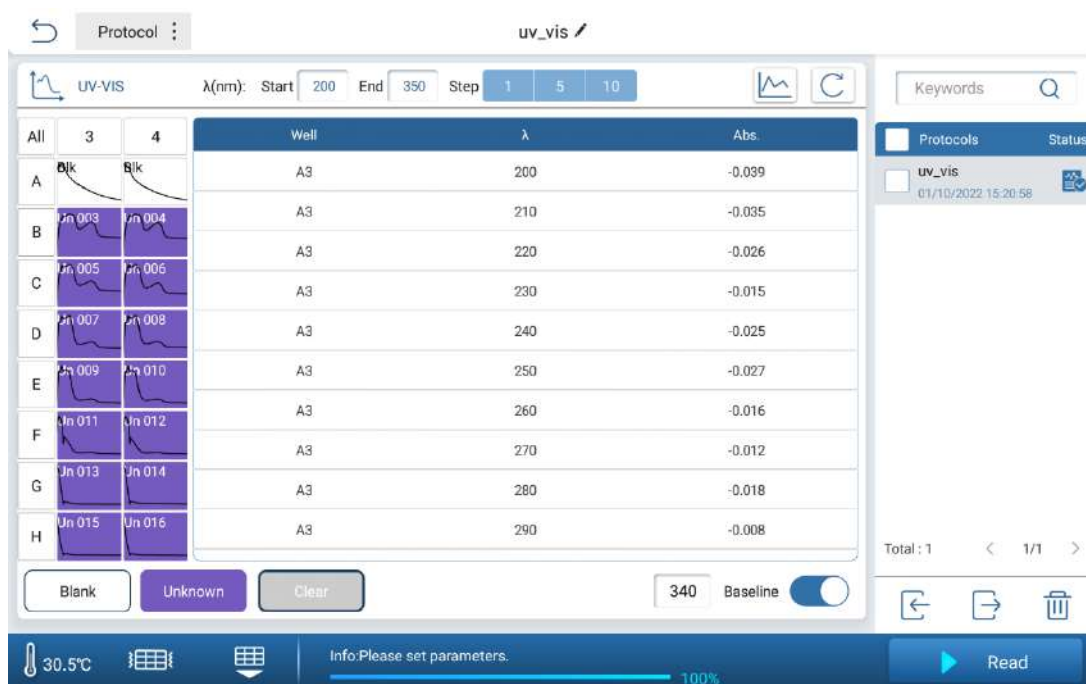 Protocol
uv_vis
UV-VIS λ(nm): Start 200 End 350 Step 1 5 10
Keywords
All 3 4
Well λ Abs.
Protocols Status
uv_vis
01/10/2022 15:20:58
A Blk Blk
B Un 003 Un 004
C Un 005 Un 006
D Un 007 Un 008
E Un 009 Un 010
F Un 011 Un 012
G Un 013 Un 014
H Un 015 Un 016
A3 200 -0.039
A3 210 -0.035
A3 220 -0.026
A3 230 -0.015
A3 240 -0.025
A3 250 -0.027
A3 260 -0.016
A3 270 -0.012
A3 280 -0.018
A3 290 -0.008
Total : 1 < 1/1 >
Blank Unknown Clear 340 Baseline
30.5℃ Info:Please set parameters. 100% Read